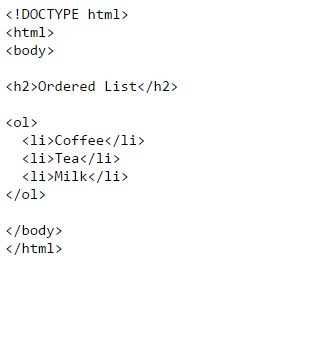 <!DOCTYPE html>
<html>
<body>

<h2>Ordered List</h2>

<ol>
  <li>Coffee</li>
  <li>Tea</li>
  <li>Milk</li>
</ol>

</body>
</html>